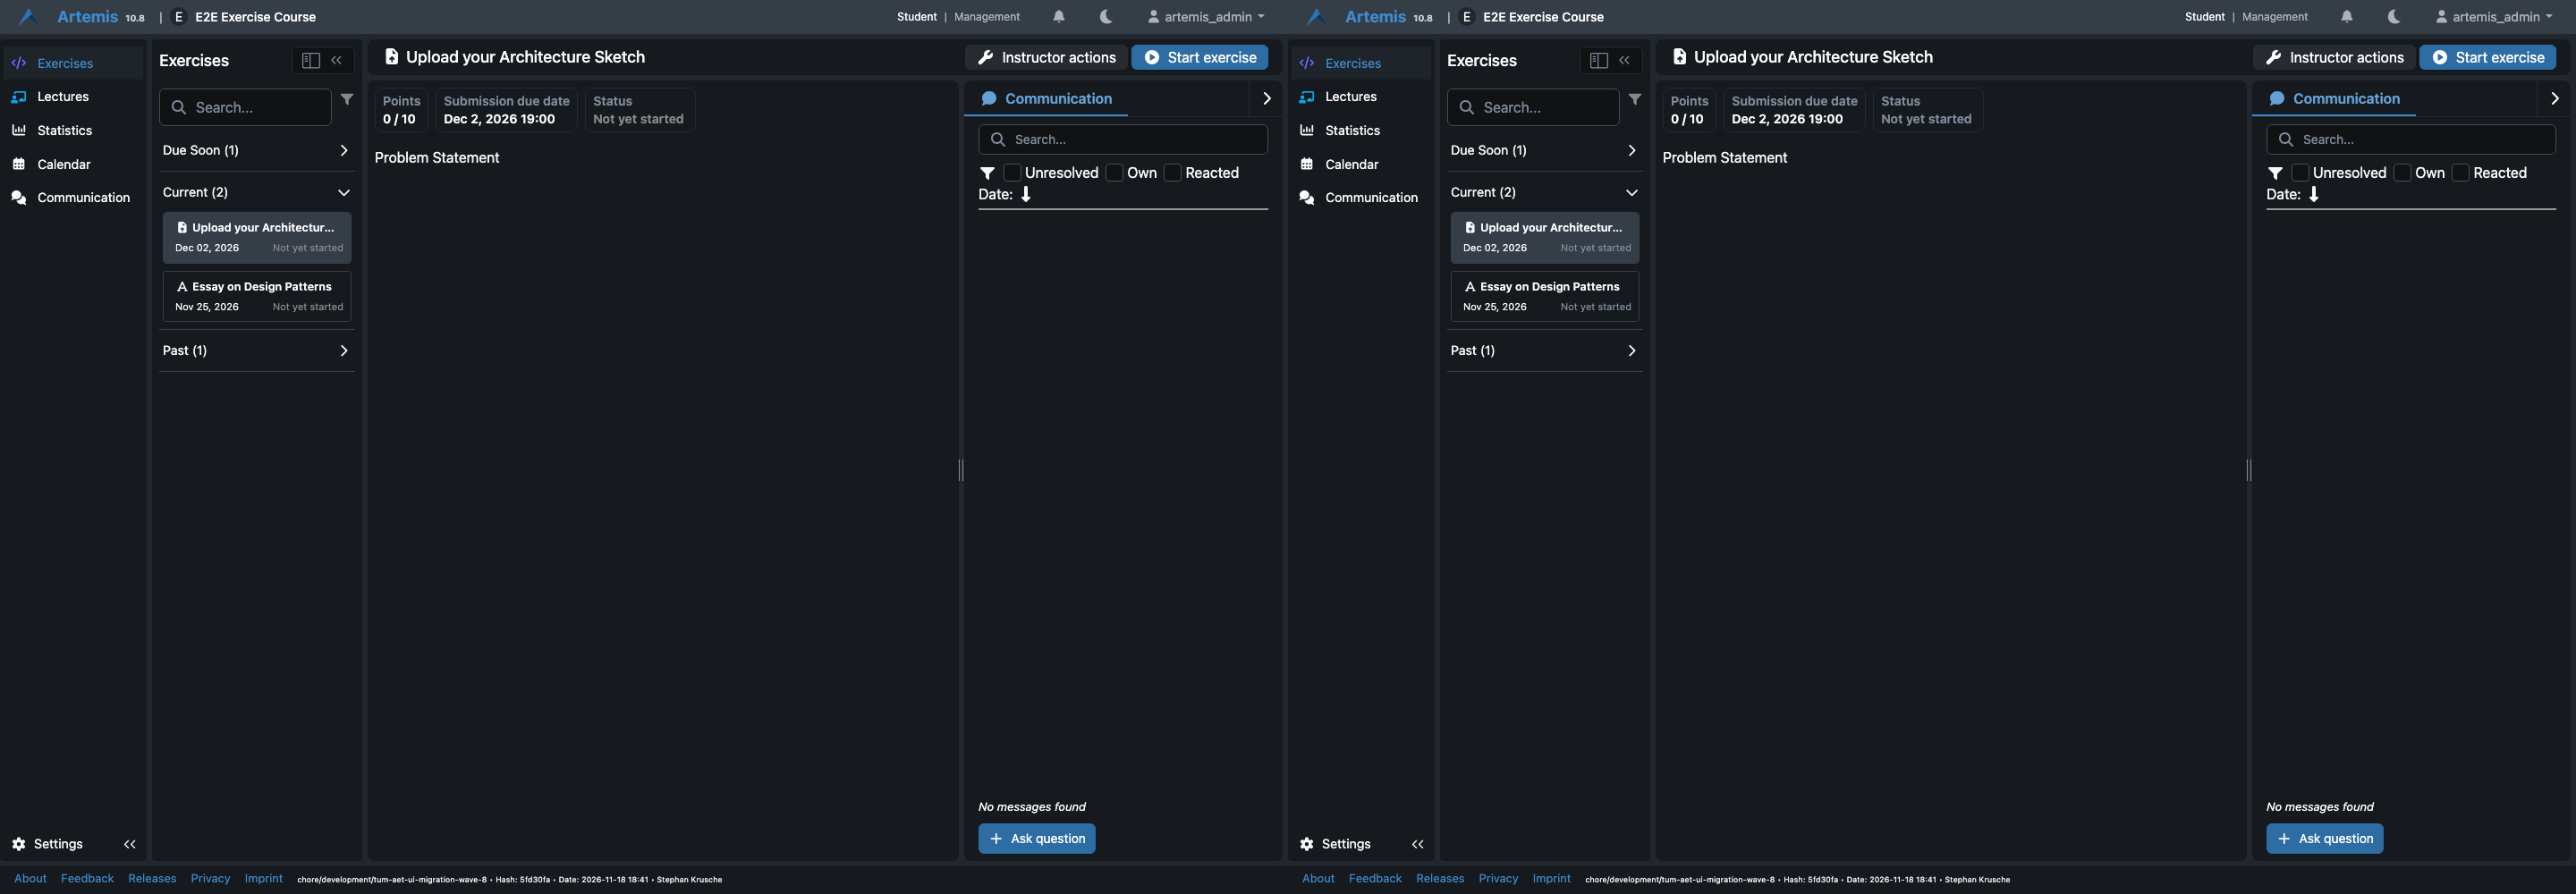 Artemis 10.8 | E E2E Exercise Course
Student | Management
artemis_admin
Exercises
Lectures
Statistics
Calendar
Communication
Settings
Exercises
Search...
Due Soon (1)
Current (2)
Upload your Architectur...
Dec 02, 2026 Not yet started
Essay on Design Patterns
Nov 25, 2026 Not yet started
Past (1)
Upload your Architecture Sketch
Instructor actions
Start exercise
Points
0 / 10
Submission due date
Dec 2, 2026 19:00
Status
Not yet started
Problem Statement
Communication
Search...
Unresolved Own Reacted
Date:
No messages found
Ask question
About Feedback Releases Privacy Imprint chore/development/tum-aet-ui-migration-wave-8 • Hash: 5fd30fa • Date: 2026-11-18 18:41 • Stephan Krusche
Artemis 10.8 | E E2E Exercise Course
Student | Management
artemis_admin
Exercises
Lectures
Statistics
Calendar
Communication
Settings
Exercises
Search...
Due Soon (1)
Current (2)
Upload your Architectur...
Dec 02, 2026 Not yet started
Essay on Design Patterns
Nov 25, 2026 Not yet started
Past (1)
Upload your Architecture Sketch
Instructor actions
Start exercise
Points
0 / 10
Submission due date
Dec 2, 2026 19:00
Status
Not yet started
Problem Statement
Communication
Search...
Unresolved Own Reacted
Date:
No messages found
Ask question
About Feedback Releases Privacy Imprint chore/development/tum-aet-ui-migration-wave-8 • Hash: 5fd30fa • Date: 2026-11-18 18:41 • Stephan Krusche